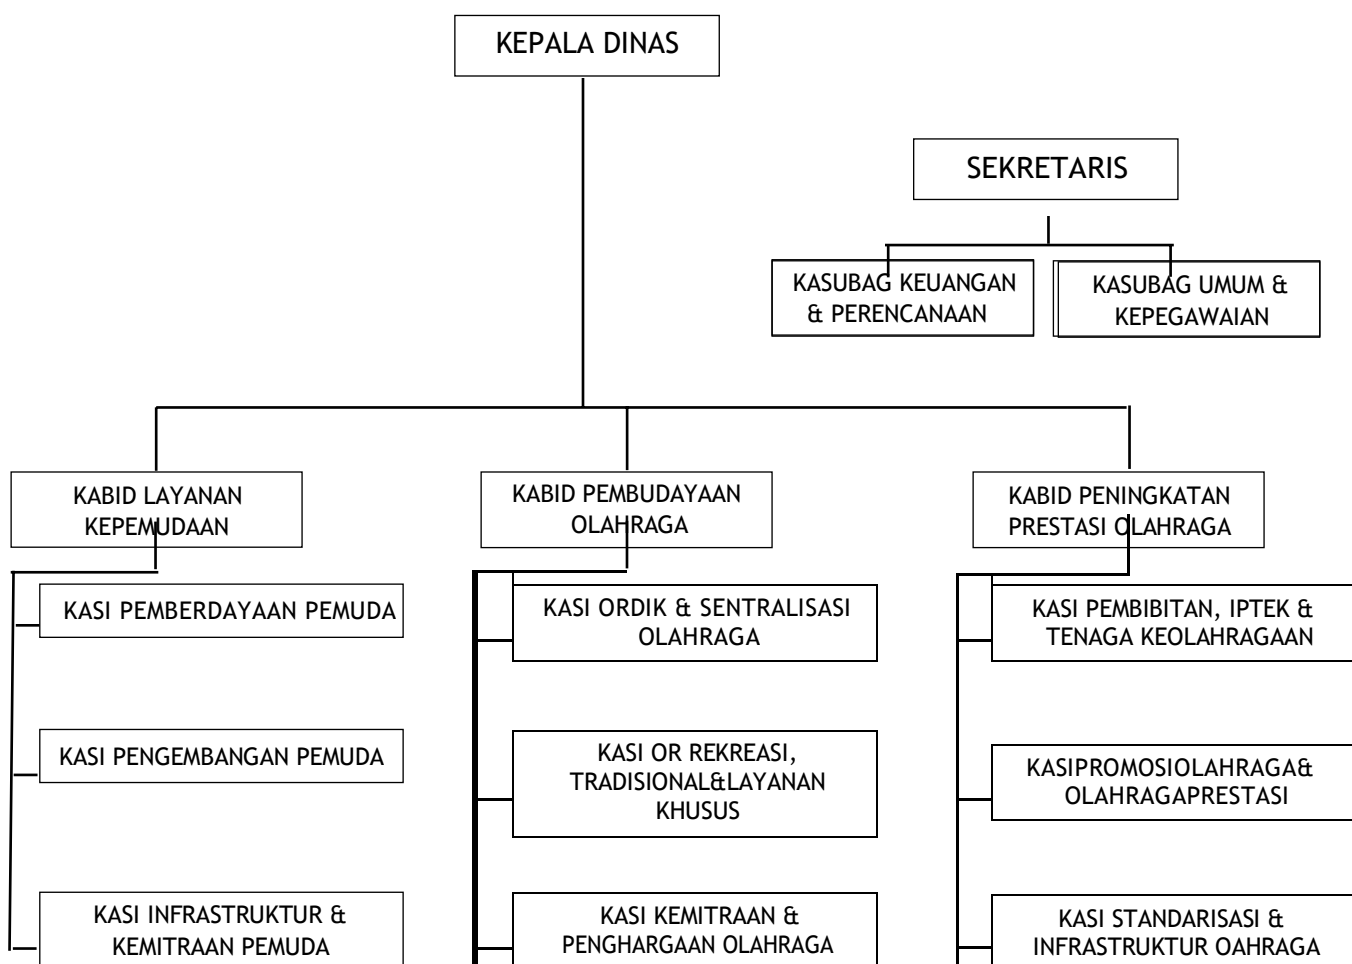 KEPALA DINAS
SEKRETARIS
KASUBAG KEUANGAN
& PERENCANAAN
KASUBAG UMUM &
KEPEGAWAIAN
KABID LAYANAN
KEPEMUDAAN
KABID PEMBUDAYAAN
OLAHRAGA
KABID PENINGKATAN
PRESTASI OLAHRAGA
KASI PEMBERDAYAAN PEMUDA
KASI ORDIK & SENTRALISASI
OLAHRAGA
KASI PEMBIBITAN, IPTEK &
TENAGA KEOLAHRAGAAN
KASI PENGEMBANGAN PEMUDA
KASI OR REKREASI,
TRADISIONAL&LAYANAN
KHUSUS
KASIPROMOSIOLAHRAGA&
OLAHRAGAPRESTASI
KASI INFRASTRUKTUR &
KEMITRAAN PEMUDA
KASI KEMITRAAN &
PENGHARGAAN OLAHRAGA
KASI STANDARISASI &
INFRASTRUKTUR OAHRAGA